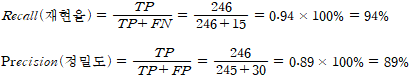 Recall(재현율) = TP / TP + FN = 246 / 246 + 15 = 0.94 × 100% = 94%
Precision(정밀도) = TP / TP + FP = 246 / 245 + 30 = 0.89 × 100% = 89%